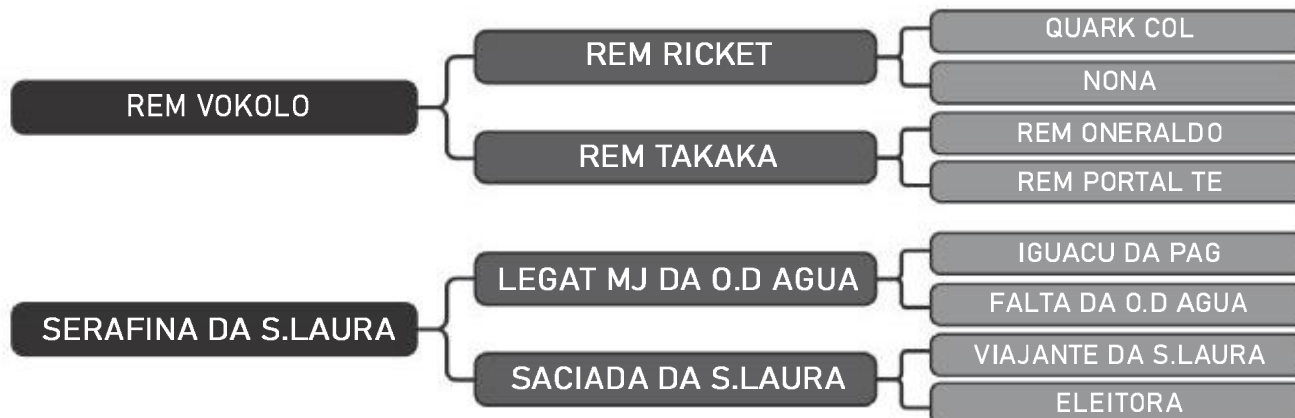 QUARK COL
REM RICKET
NONA
REM VOKOLO
REM ONERALDO
REM TAKAKA
REM PORTAL TE
IGUACU DA PAG
LEGAT MJ DA O.D AGUA
FALTA DA O.D AGUA
SERAFINA DA S.LAURA
VIAJANTE DA S.LAURA
SACIADA DA S.LAURA
ELEITORA